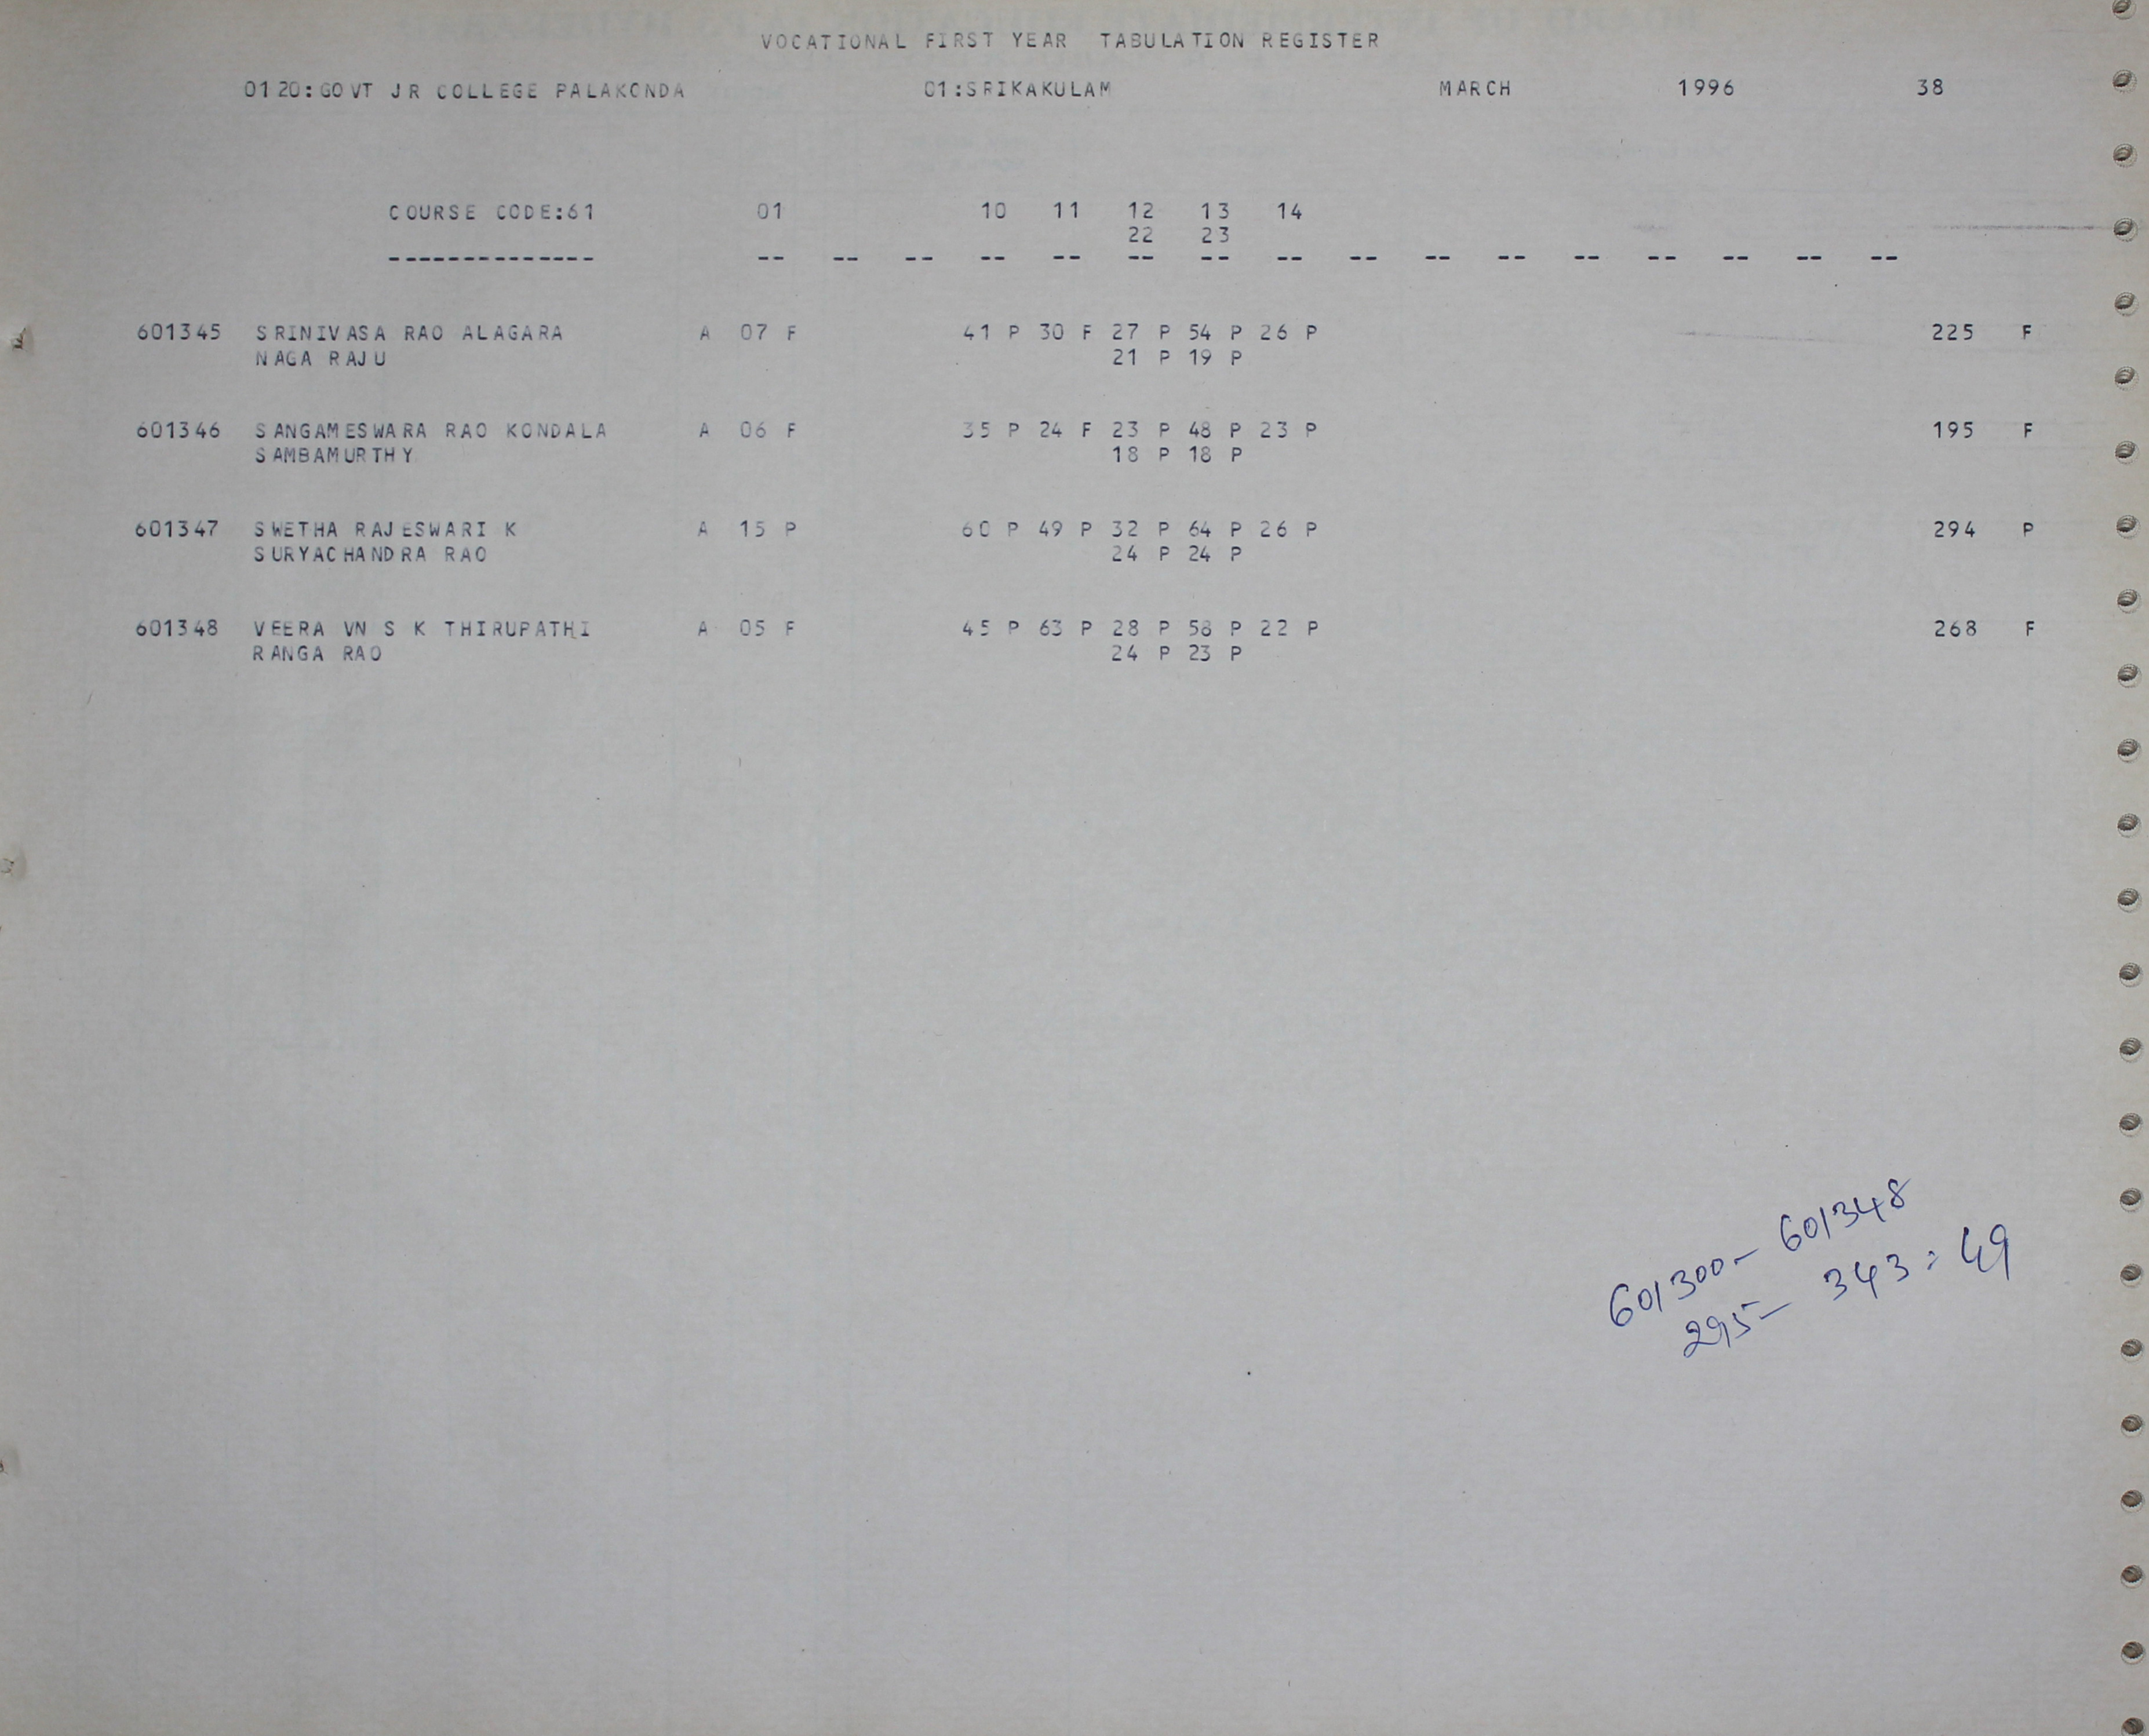 VOCATIONAL FIRST YEAR TABULATION REGISTER
0120:GOVT JR COLLEGE PALAKONDA 01:SRIKAKULAM MARCH 1996 38
COURSE CODE:61 01 10 11 12 13 14
22 23
-------------- -- -- -- -- -- -- -- -- -- -- -- -- -- -- -- --
601345 SRINIVASA RAO ALAGARA A 07 F 41 P 30 F 27 P 54 P 26 P 225 F
NAGA RAJU 21 P 19 P
601346 SANGAMESWARA RAO KONDALA A 06 F 35 P 24 F 23 P 48 P 23 P 195 F
SAMBAMURTHY 18 P 18 P
601347 SWETHA RAJESWARI K A 15 P 60 P 49 P 32 P 64 P 26 P 294 P
SURYACHANDRA RAO 24 P 24 P
601348 VEERA VN S K THIRUPATHI A 05 F 45 P 63 P 28 P 58 P 22 P 268 F
RANGA RAO 24 P 23 P
601300- 601348
295- 343 = 49